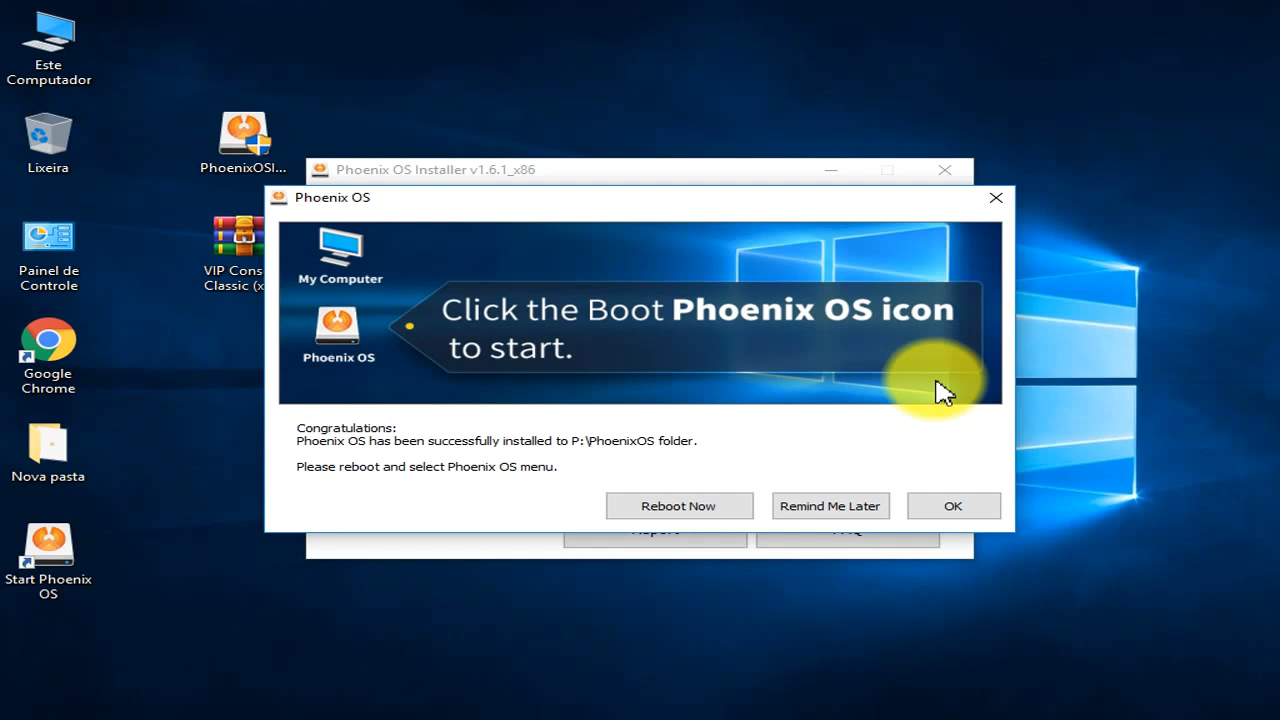 Este
Computador
Lixeira
Painel de
Controle
Google
Chrome
Nova pasta
Start Phoenix
OS
PhoenixOSI...
VIP Cons
Classic (x
Phoenix OS Installer v1.6.1_x86
Phoenix OS
My Computer
Phoenix OS
Click the Boot Phoenix OS icon
to start.
Congratulations:
Phoenix OS has been successfully installed to P:\PhoenixOS folder.
Please reboot and select Phoenix OS menu.
Reboot Now
Remind Me Later
OK